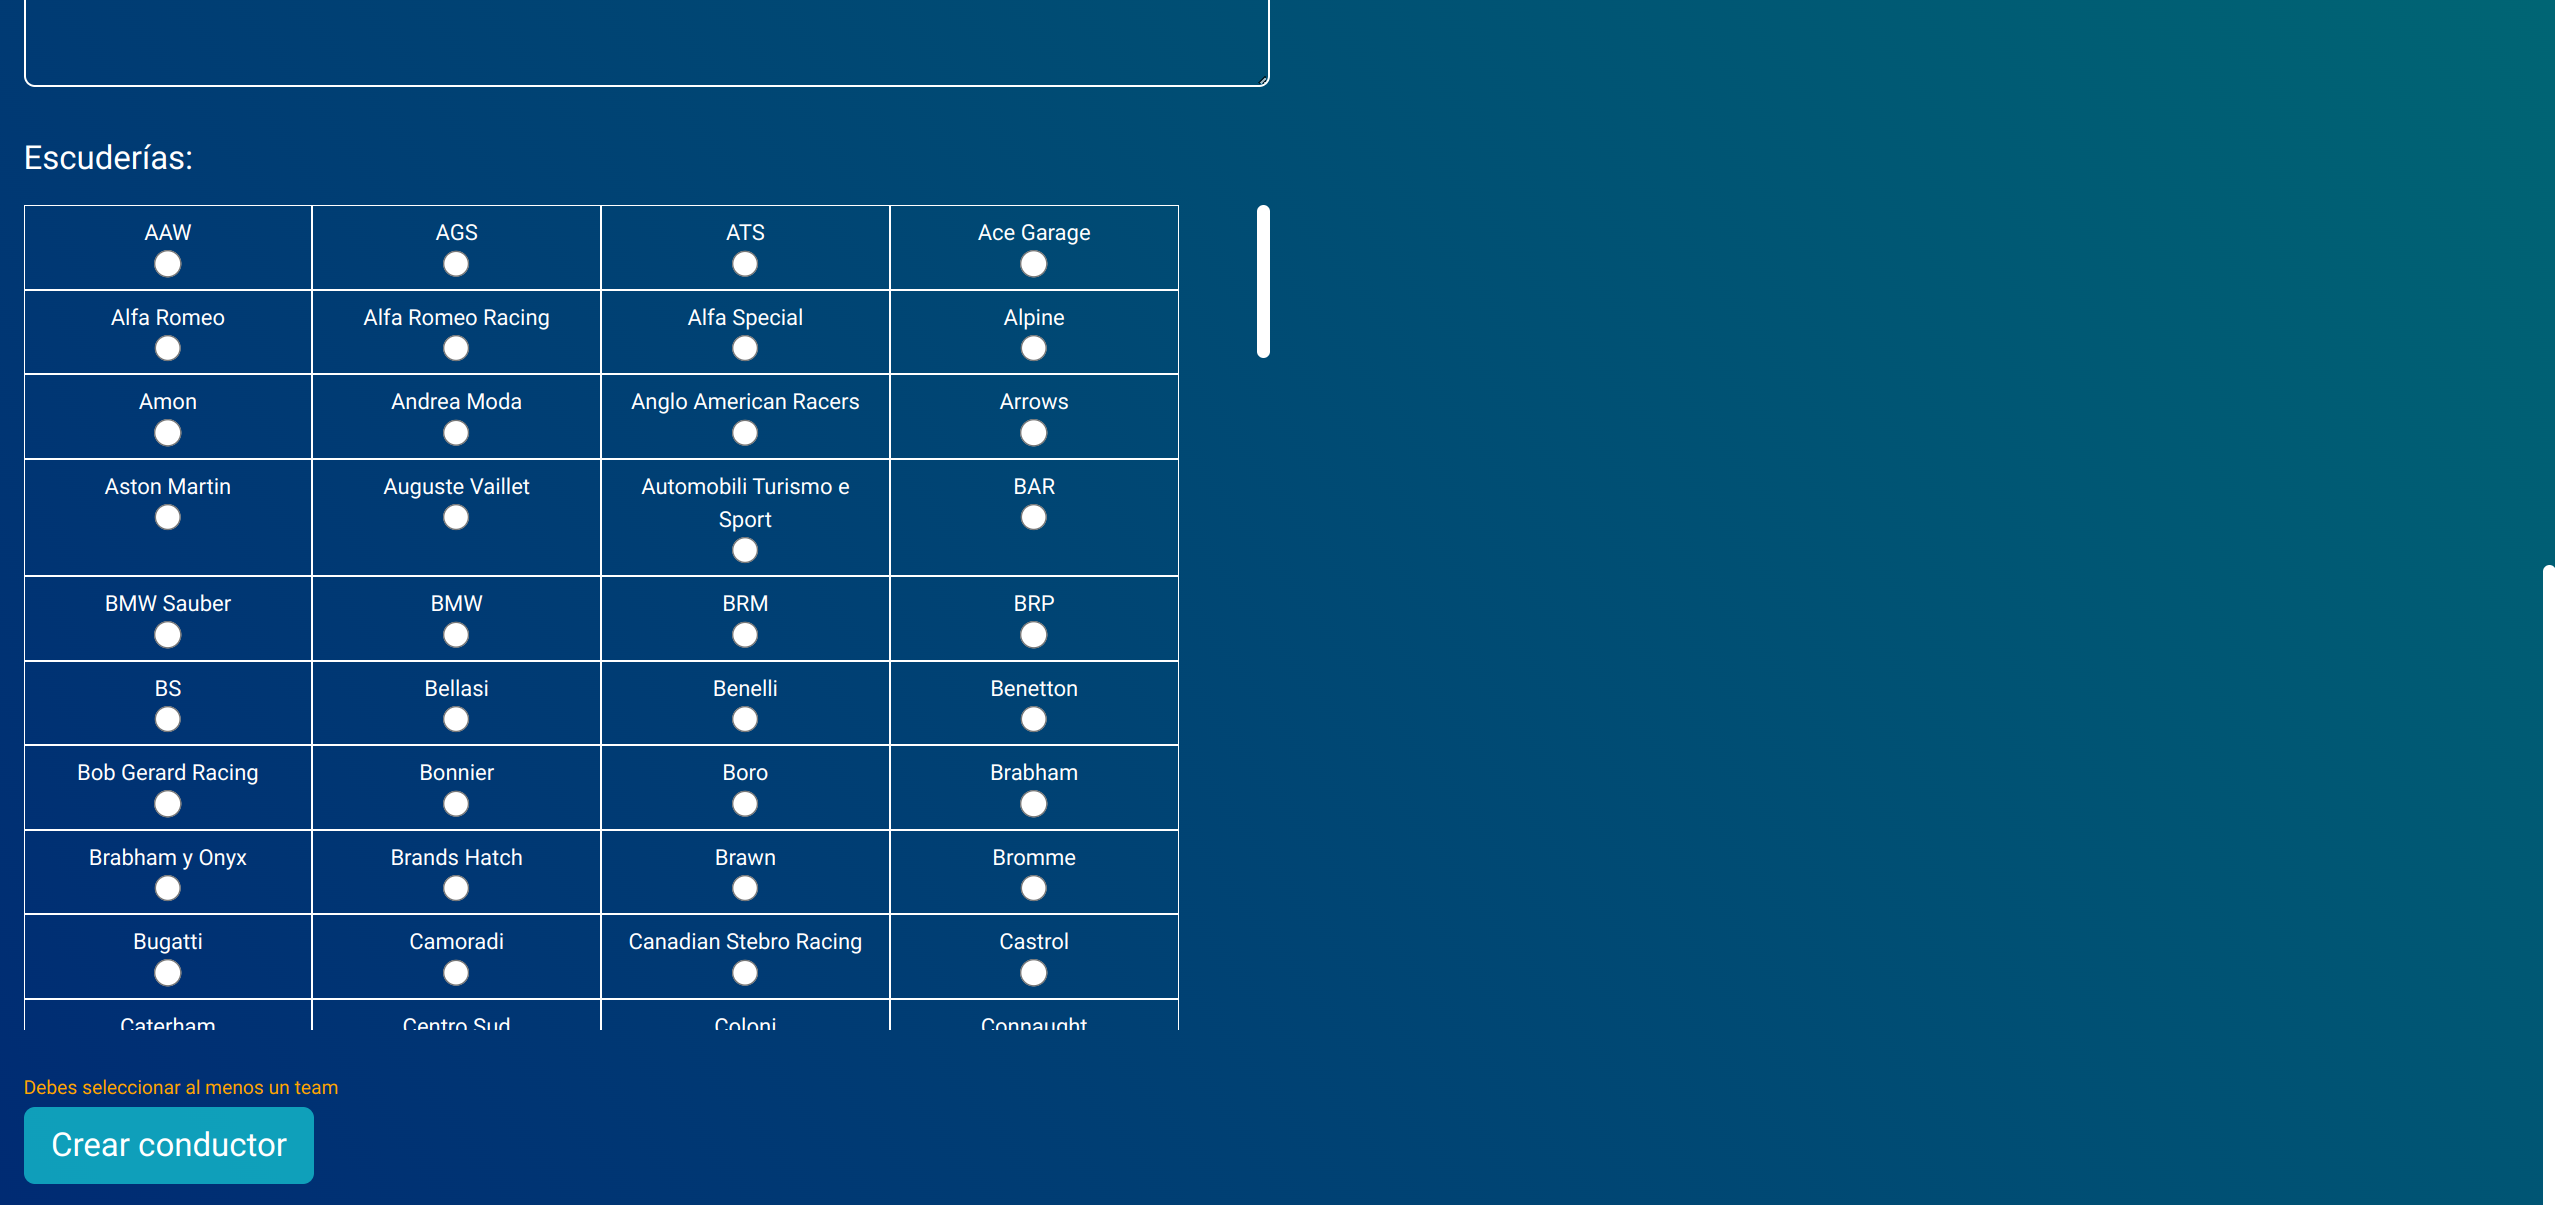 Escuderías:
AAW
AGS
ATS
Ace Garage
Alfa Romeo
Alfa Romeo Racing
Alfa Special
Alpine
Amon
Andrea Moda
Anglo American Racers
Arrows
Aston Martin
Auguste Vaillet
Automobili Turismo e
Sport
BAR
BMW Sauber
BMW
BRM
BRP
BS
Bellasi
Benelli
Benetton
Bob Gerard Racing
Bonnier
Boro
Brabham
Brabham y Onyx
Brands Hatch
Brawn
Bromme
Bugatti
Camoradi
Canadian Stebro Racing
Castrol
Caterham
Centro Sud
Coloni
Connaught
Debes seleccionar al menos un team
Crear conductor